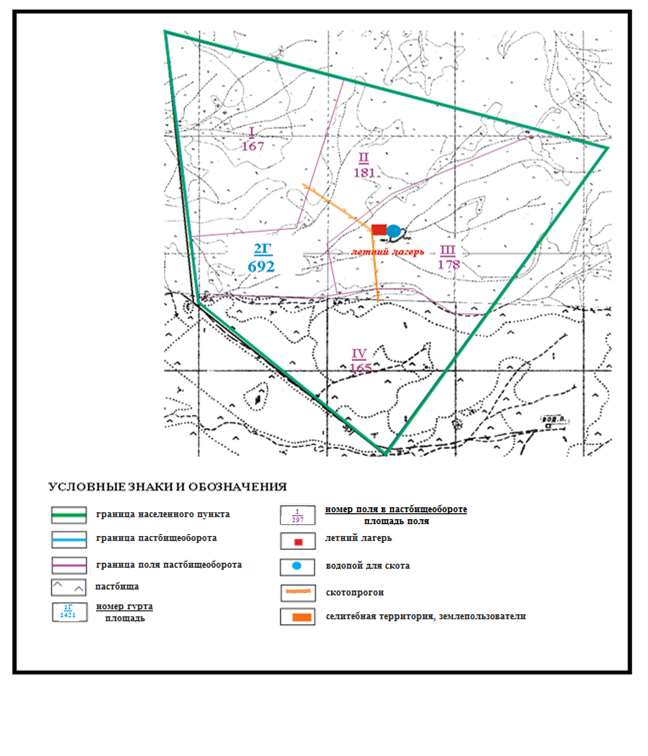 I
167
II
181
2Г
692
летний лагерь
III
178
IV
165
УСЛОВНЫЕ ЗНАКИ И ОБОЗНАЧЕНИЯ
граница населенного пункта
граница пастбищеоборота
граница поля пастбищеоборота
пастбища
1Г
1421
номер гурта
площадь
I
297
номер поля в пастбищеобороте
площадь поля
летний лагерь
водопой для скота
скотопрогон
селитебная территория, землепользователи